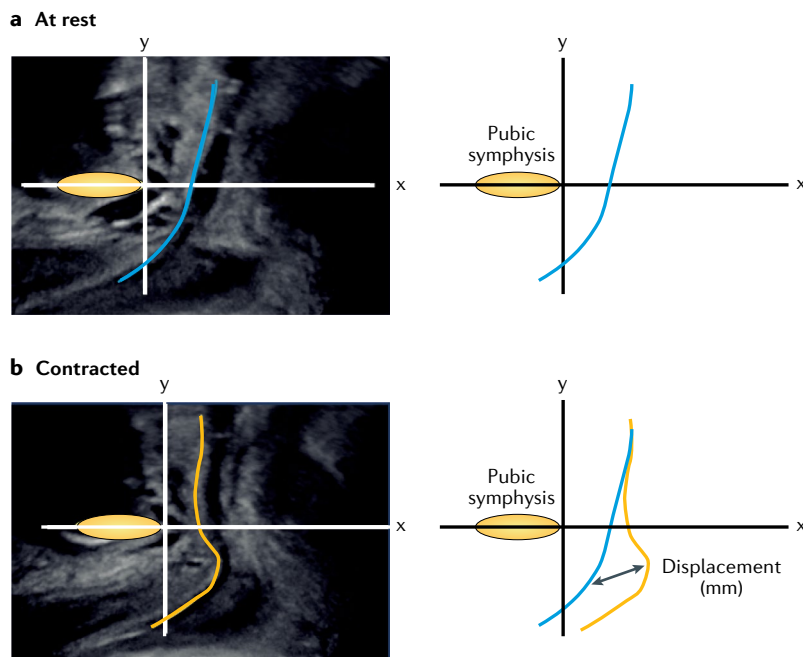 a At rest
y
x
y
Pubic
symphysis
x
b Contracted
y
x
y
Pubic
symphysis
x
Displacement
(mm)